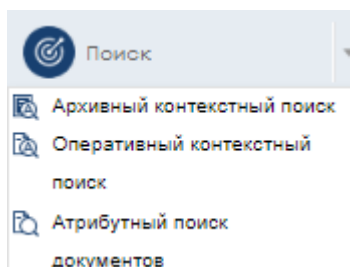 Поиск
Архивный контекстный поиск
Оперативный контекстный
поиск
Атрибутный поиск
документов